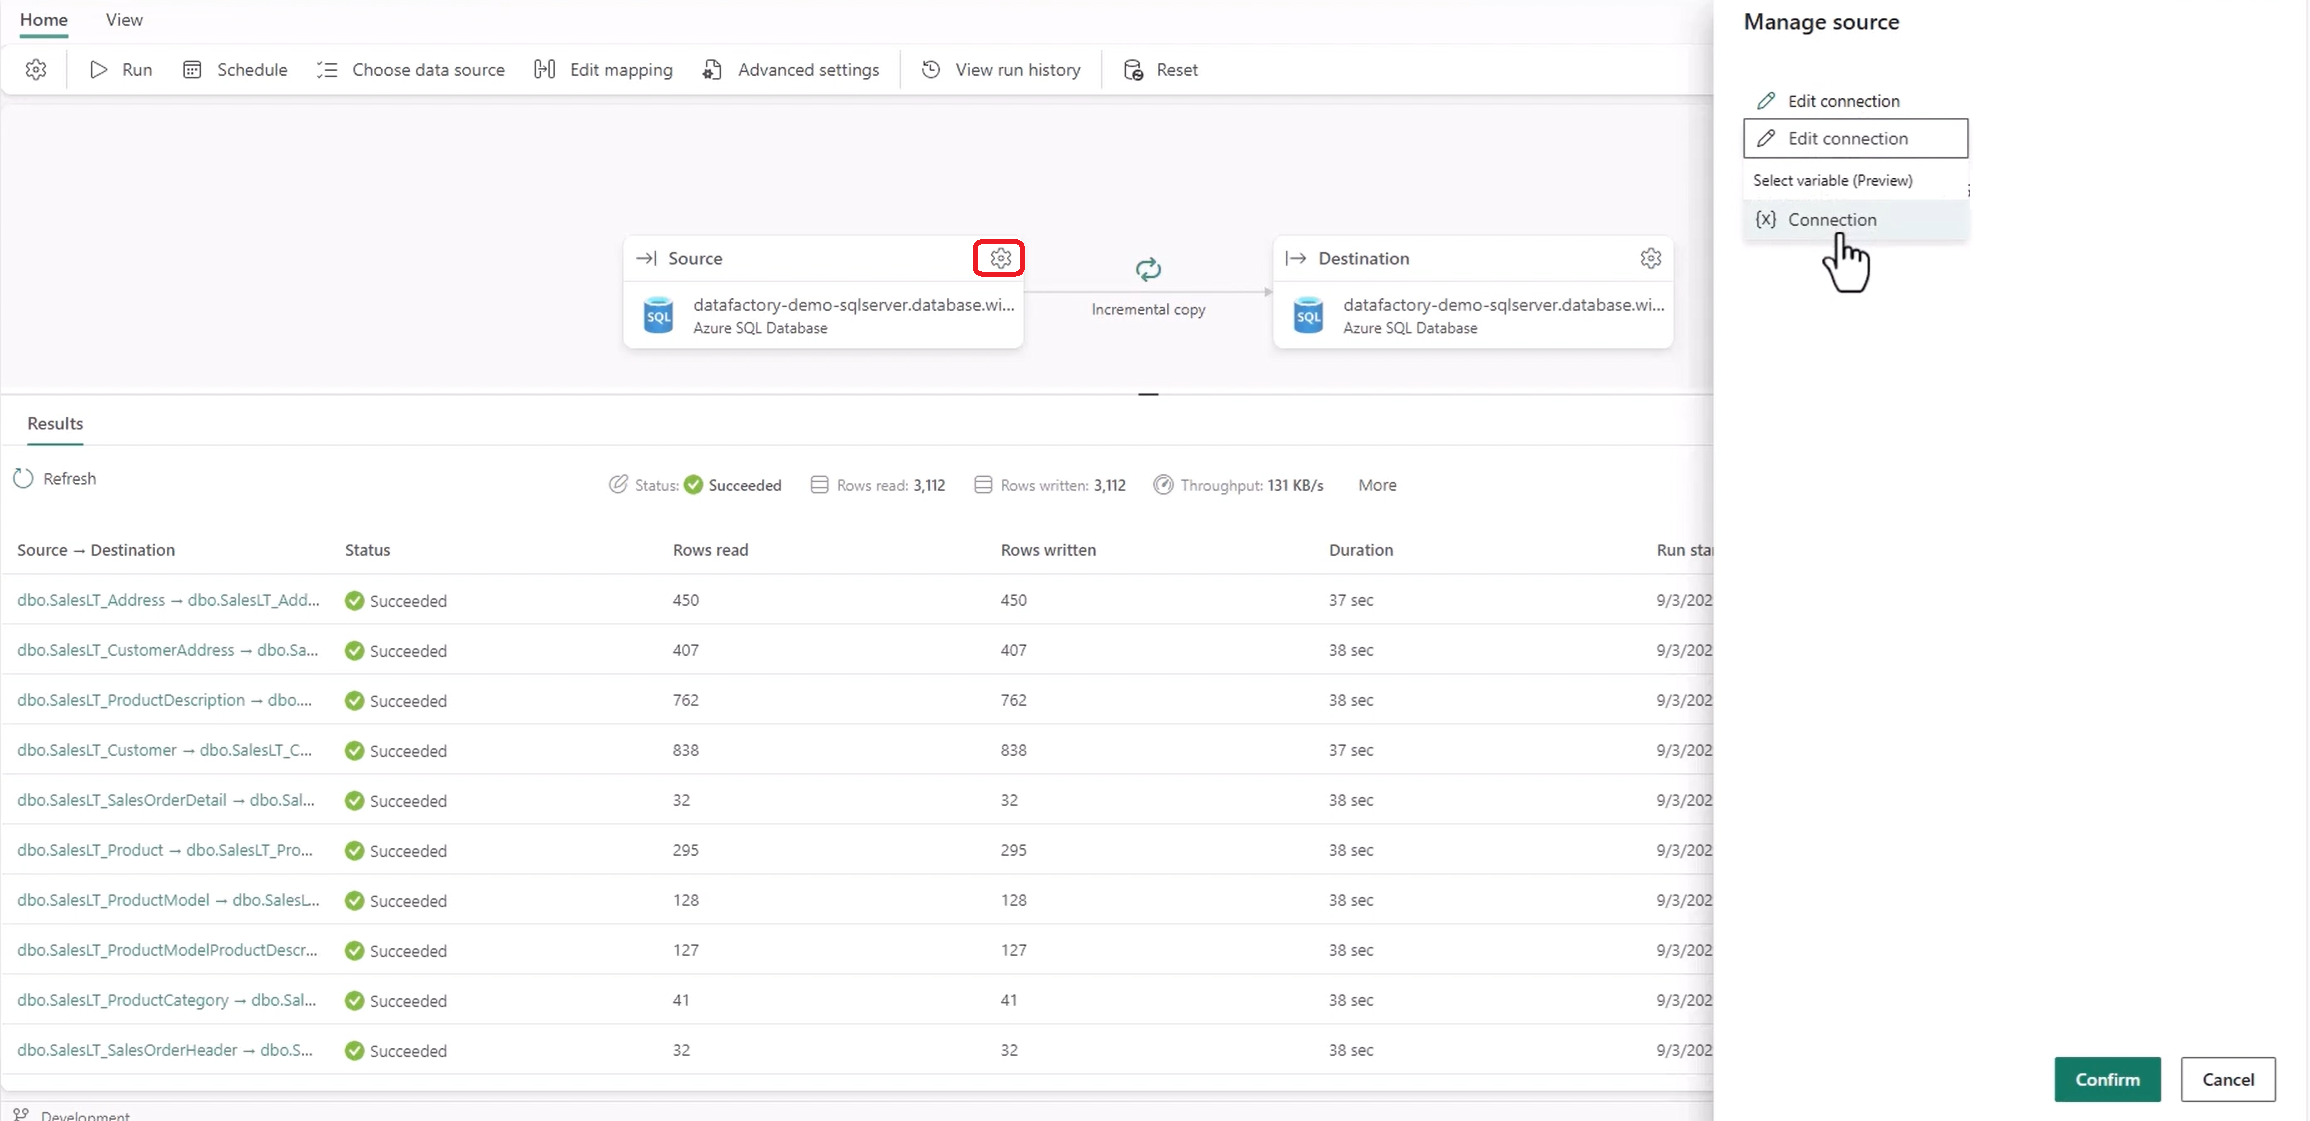 Home View
Run Schedule Choose data source Edit mapping Advanced settings View run history Reset
Source
SQL datafactory-demo-sqlserver.database.wi...
Azure SQL Database
Incremental copy
Destination
SQL datafactory-demo-sqlserver.database.wi...
Azure SQL Database
Results
Refresh
Status: Succeeded Rows read: 3,112 Rows written: 3,112 Throughput: 131 KB/s More
Source → Destination Status Rows read Rows written Duration Run sta
dbo.SalesLT_Address → dbo.SalesLT_Add... Succeeded 450 450 37 sec 9/3/202
dbo.SalesLT_CustomerAddress → dbo.Sa... Succeeded 407 407 38 sec 9/3/202
dbo.SalesLT_ProductDescription → dbo.... Succeeded 762 762 38 sec 9/3/202
dbo.SalesLT_Customer → dbo.SalesLT_C... Succeeded 838 838 37 sec 9/3/202
dbo.SalesLT_SalesOrderDetail → dbo.Sal... Succeeded 32 32 38 sec 9/3/202
dbo.SalesLT_Product → dbo.SalesLT_Pro... Succeeded 295 295 38 sec 9/3/202
dbo.SalesLT_ProductModel → dbo.SalesL... Succeeded 128 128 38 sec 9/3/202
dbo.SalesLT_ProductModelProductDescr... Succeeded 127 127 38 sec 9/3/202
dbo.SalesLT_ProductCategory → dbo.Sal... Succeeded 41 41 38 sec 9/3/202
dbo.SalesLT_SalesOrderHeader → dbo.S... Succeeded 32 32 38 sec 9/3/202
Development
Manage source
Edit connection
Edit connection
Select variable (Preview)
{x} Connection
Confirm Cancel